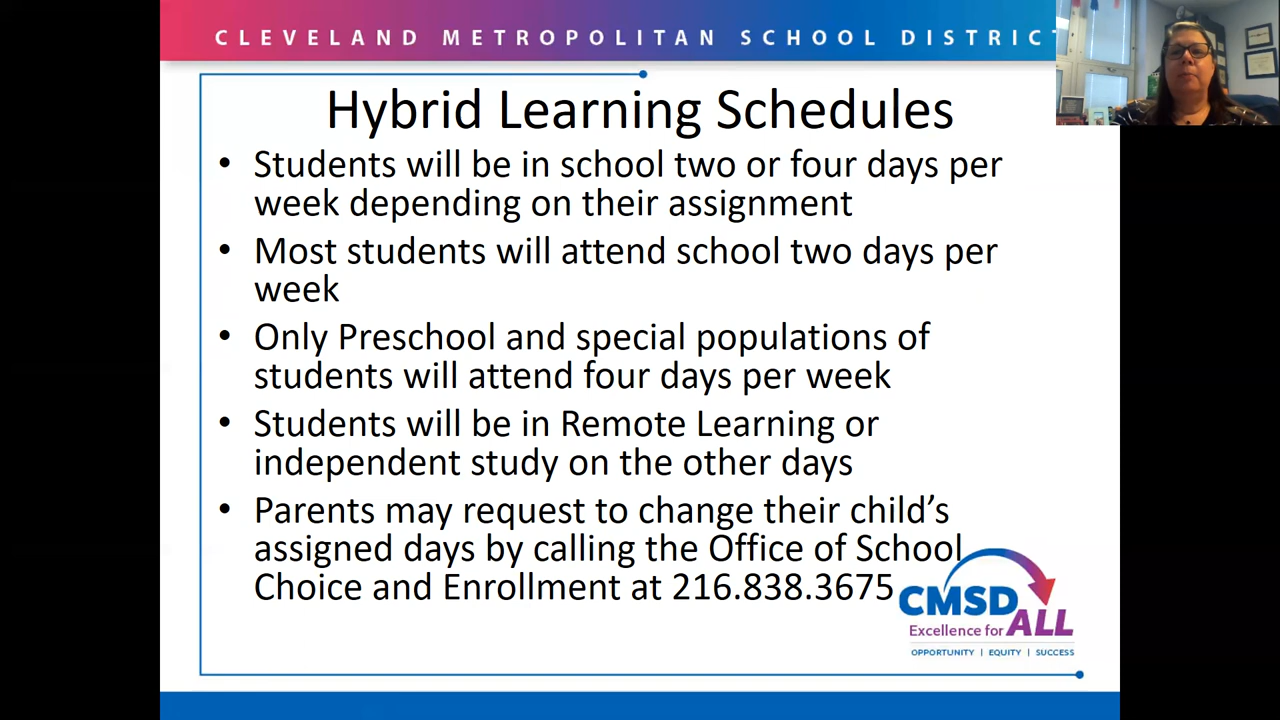 CLEVELAND METROPOLITAN SCHOOL DISTRICT
Hybrid Learning Schedules
• Students will be in school two or four days per
week depending on their assignment
• Most students will attend school two days per
week
• Only Preschool and special populations of
students will attend four days per week
• Students will be in Remote Learning or
independent study on the other days
• Parents may request to change their child’s
assigned days by calling the Office of School
Choice and Enrollment at 216.838.3675
CMSD
Excellence for ALL
OPPORTUNITY | EQUITY | SUCCESS